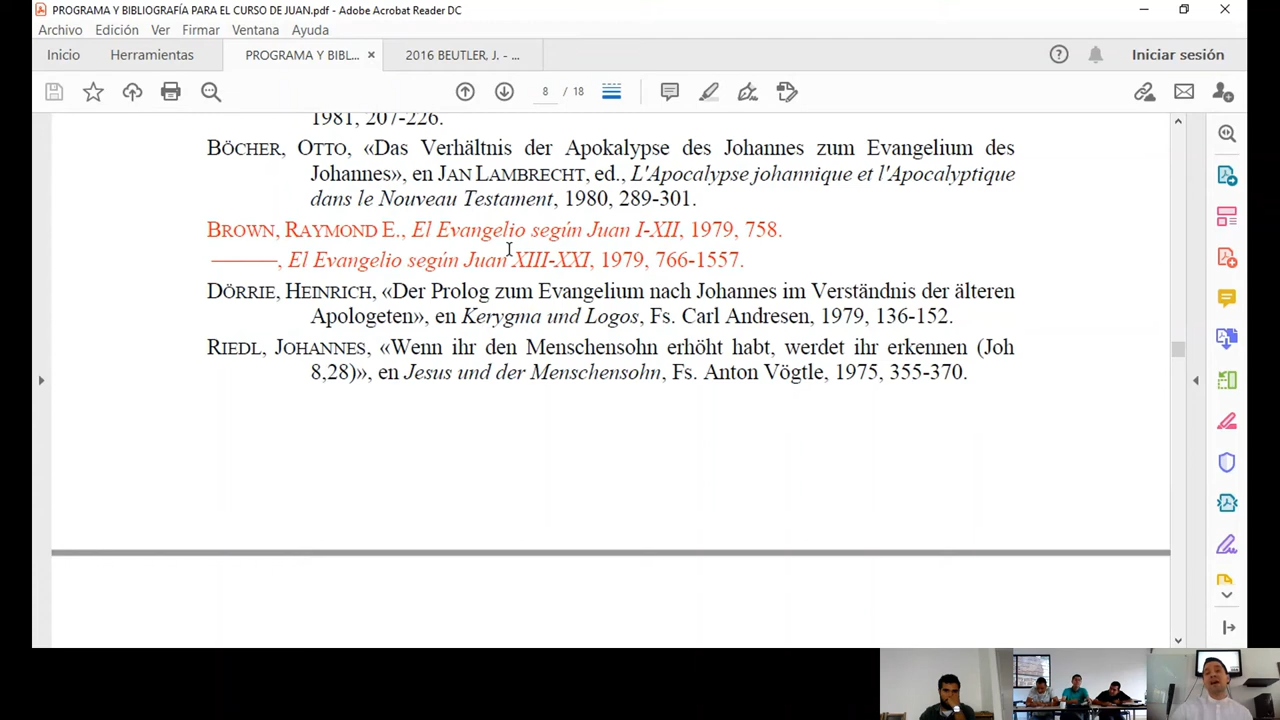 PROGRAMA Y BIBLIOGRAFÍA PARA EL CURSO DE JUAN.pdf - Adobe Acrobat Reader DC
Archivo Edición Ver Firmar Ventana Ayuda
Inicio Herramientas PROGRAMA Y BIBL... × 2016 BEUTLER, J. - ... Iniciar sesión
8 / 18
1981, 207-226.
BÖCHER, OTTO, «Das Verhältnis der Apokalypse des Johannes zum Evangelium des
Johannes», en JAN LAMBRECHT, ed., L'Apocalypse johannique et l'Apocalyptique
dans le Nouveau Testament, 1980, 289-301.
BROWN, RAYMOND E., El Evangelio según Juan I-XII, 1979, 758.
———, El Evangelio según Juan XIII-XXI, 1979, 766-1557.
DÖRRIE, HEINRICH, «Der Prolog zum Evangelium nach Johannes im Verständnis der älteren
Apologeten», en Kerygma und Logos, Fs. Carl Andresen, 1979, 136-152.
RIEDL, JOHANNES, «Wenn ihr den Menschensohn erhöht habt, werdet ihr erkennen (Joh
8,28)», en Jesus und der Menschensohn, Fs. Anton Vögtle, 1975, 355-370.